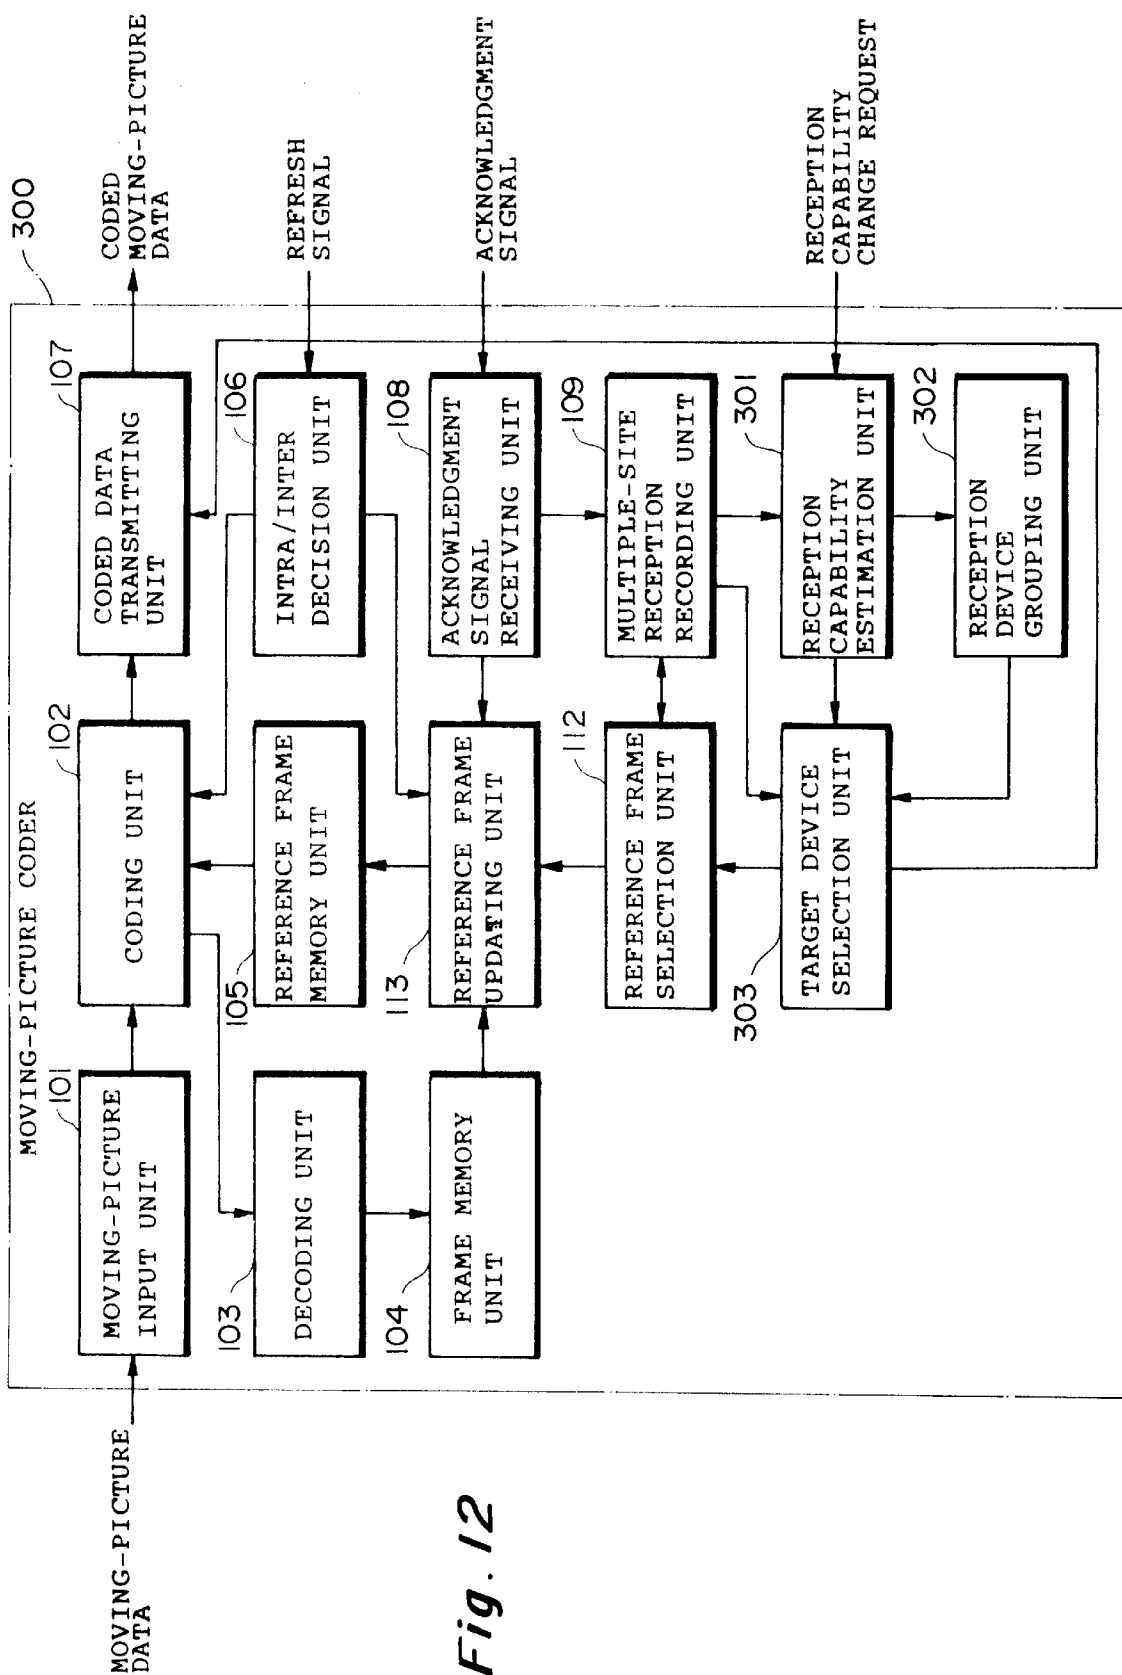 MOVING-PICTURE CODER
300
MOVING-PICTURE
DATA
101
MOVING-PICTURE
INPUT UNIT
102
CODING UNIT
107
CODED DATA
TRANSMITTING
UNIT
CODED
MOVING-PICTURE
DATA
103
DECODING UNIT
105
REFERENCE FRAME
MEMORY UNIT
106
INTRA/INTER
DECISION UNIT
REFRESH
SIGNAL
104
FRAME MEMORY
UNIT
113
REFERENCE FRAME
UPDATING UNIT
108
ACKNOWLEDGMENT
SIGNAL
RECEIVING UNIT
ACKNOWLEDGMENT
SIGNAL
112
REFERENCE FRAME
SELECTION UNIT
109
MULTIPLE-SITE
RECEPTION
RECORDING UNIT
303
TARGET DEVICE
SELECTION UNIT
301
RECEPTION
CAPABILITY
ESTIMATION UNIT
RECEPTION
CAPABILITY
CHANGE REQUEST
302
RECEPTION
DEVICE
GROUPING UNIT
Fig. 12